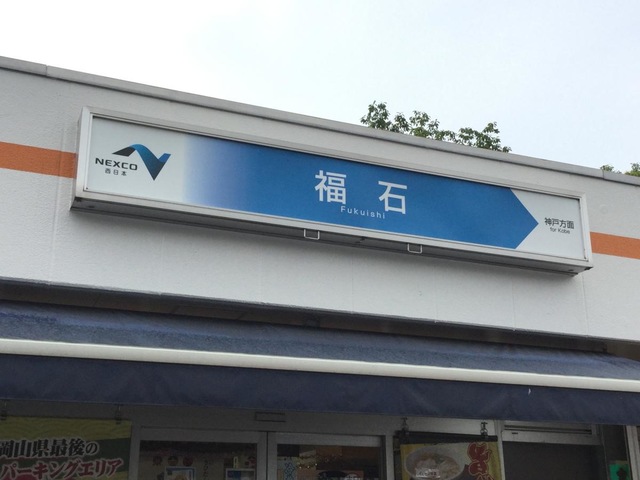 NEXCO
西日本
福石
Fukuishi
神戸方面
for Kobe
岡山県最後の
パーキングエリア